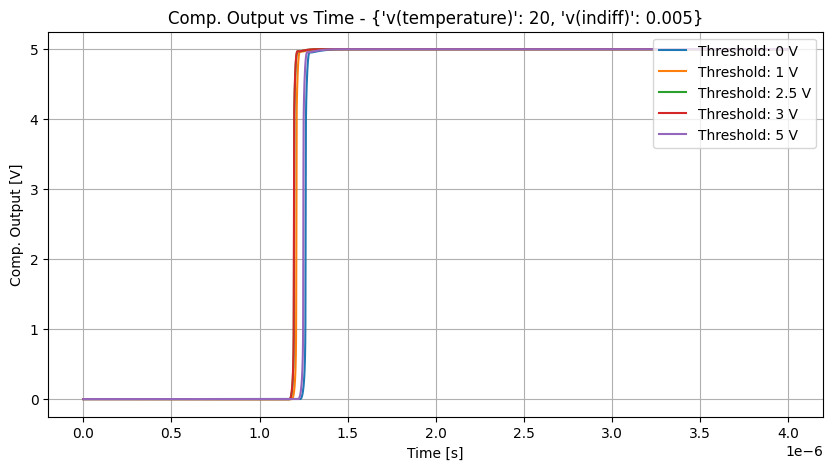 Comp. Output vs Time - {'v(temperature)': 20, 'v(indiff)': 0.005}
Comp. Output [V]
5
4
3
2
1
0
Threshold: 0 V
Threshold: 1 V
Threshold: 2.5 V
Threshold: 3 V
Threshold: 5 V
0.0 0.5 1.0 1.5 2.0 2.5 3.0 3.5 4.0
1e−6
Time [s]